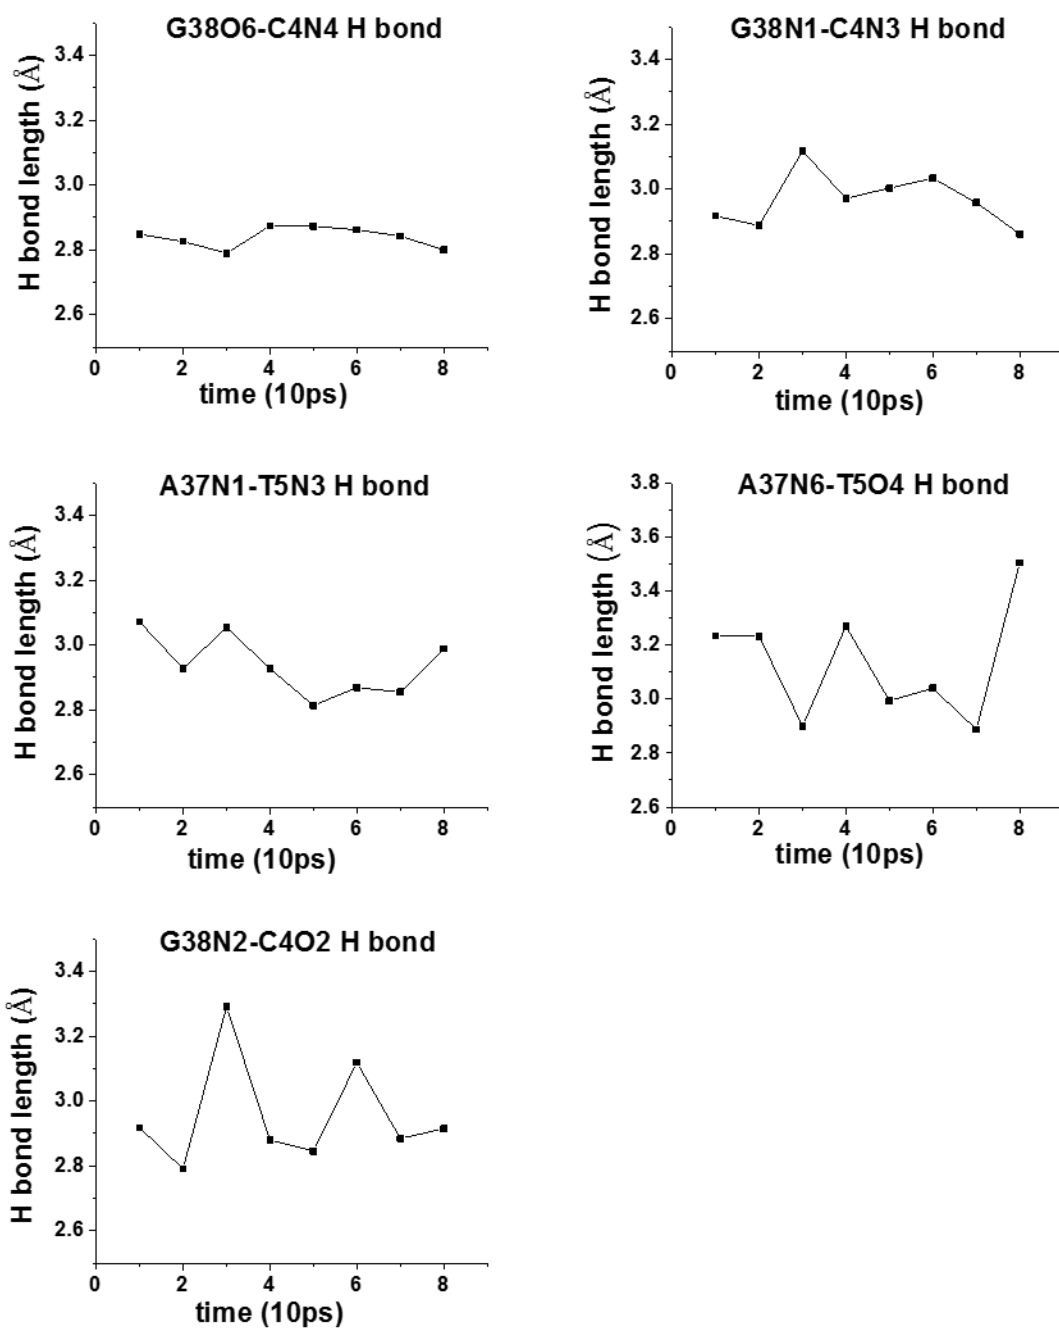 G38O6-C4N4 H bond
H bond length (Å)
3.4
3.2
3.0
2.8
2.6
0 2 4 6 8
time (10ps)
G38N1-C4N3 H bond
H bond length (Å)
3.4
3.2
3.0
2.8
2.6
0 2 4 6 8
time (10ps)
A37N1-T5N3 H bond
H bond length (Å)
3.4
3.2
3.0
2.8
2.6
0 2 4 6 8
time (10ps)
A37N6-T5O4 H bond
H bond length (Å)
3.8
3.6
3.4
3.2
3.0
2.8
2.6
0 2 4 6 8
time (10ps)
G38N2-C4O2 H bond
H bond length (Å)
3.4
3.2
3.0
2.8
2.6
0 2 4 6 8
time (10ps)